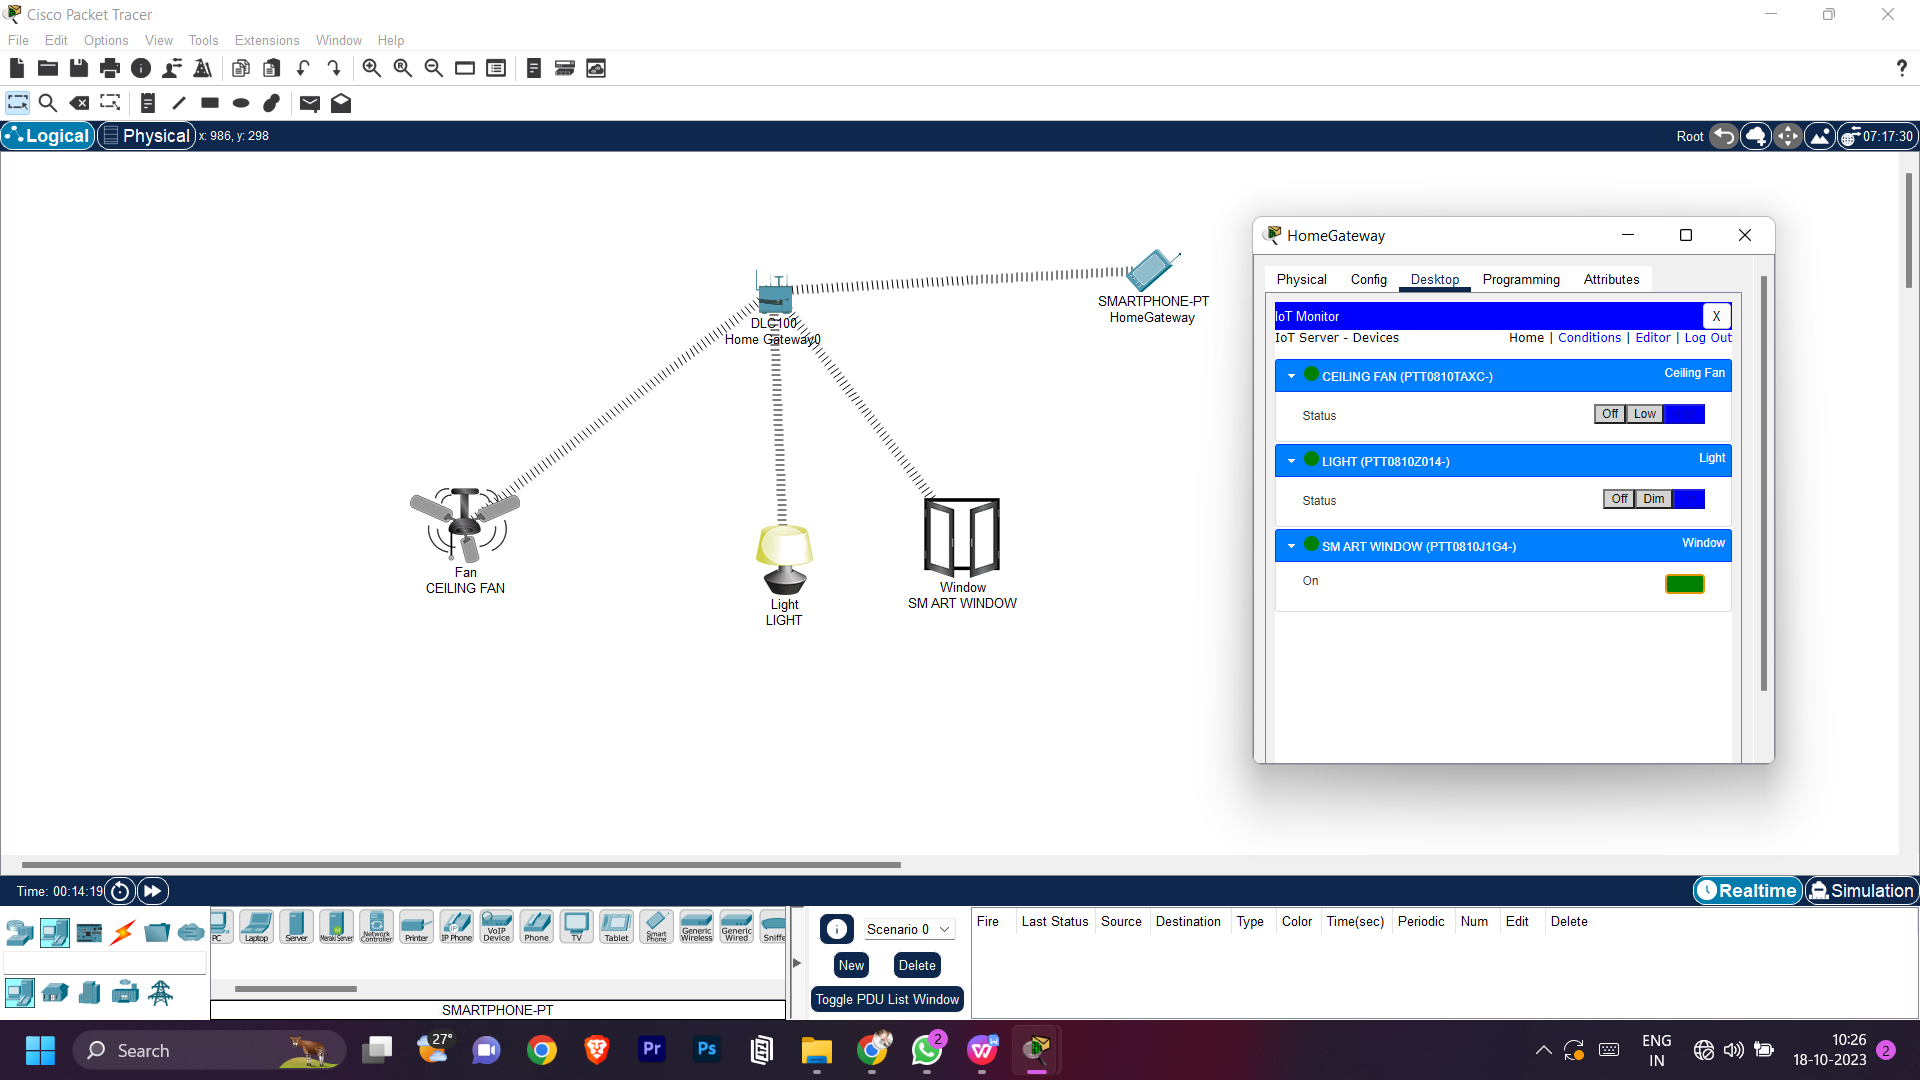 Cisco Packet Tracer
File Edit Options View Tools Extensions Window Help
?
Logical Physical x: 986, y: 298 Root 07:17:30
DLC100
Home Gateway0
SMARTPHONE-PT
HomeGateway
Fan
CEILING FAN
Light
LIGHT
Window
SM ART WINDOW
HomeGateway
Physical Config Desktop Programming Attributes
IoT Monitor X
IoT Server - Devices Home | Conditions | Editor | Log Out
CEILING FAN (PTT0810TAXC-) Ceiling Fan
Status Off Low
LIGHT (PTT0810Z014-) Light
Status Off Dim
SM ART WINDOW (PTT0810J1G4-) Window
On
Time: 00:14:19 Realtime Simulation
PC Laptop Server Meraki Server Network Controller Printer IP Phone VoIP Device Phone TV Tablet Smart Phone Generic Wireless Generic Wired Sniffe
SMARTPHONE-PT
Scenario 0
New Delete
Toggle PDU List Window
Fire Last Status Source Destination Type Color Time(sec) Periodic Num Edit Delete
Search 27° Pr Ps 2 W
ENG
IN
10:26
18-10-2023
2